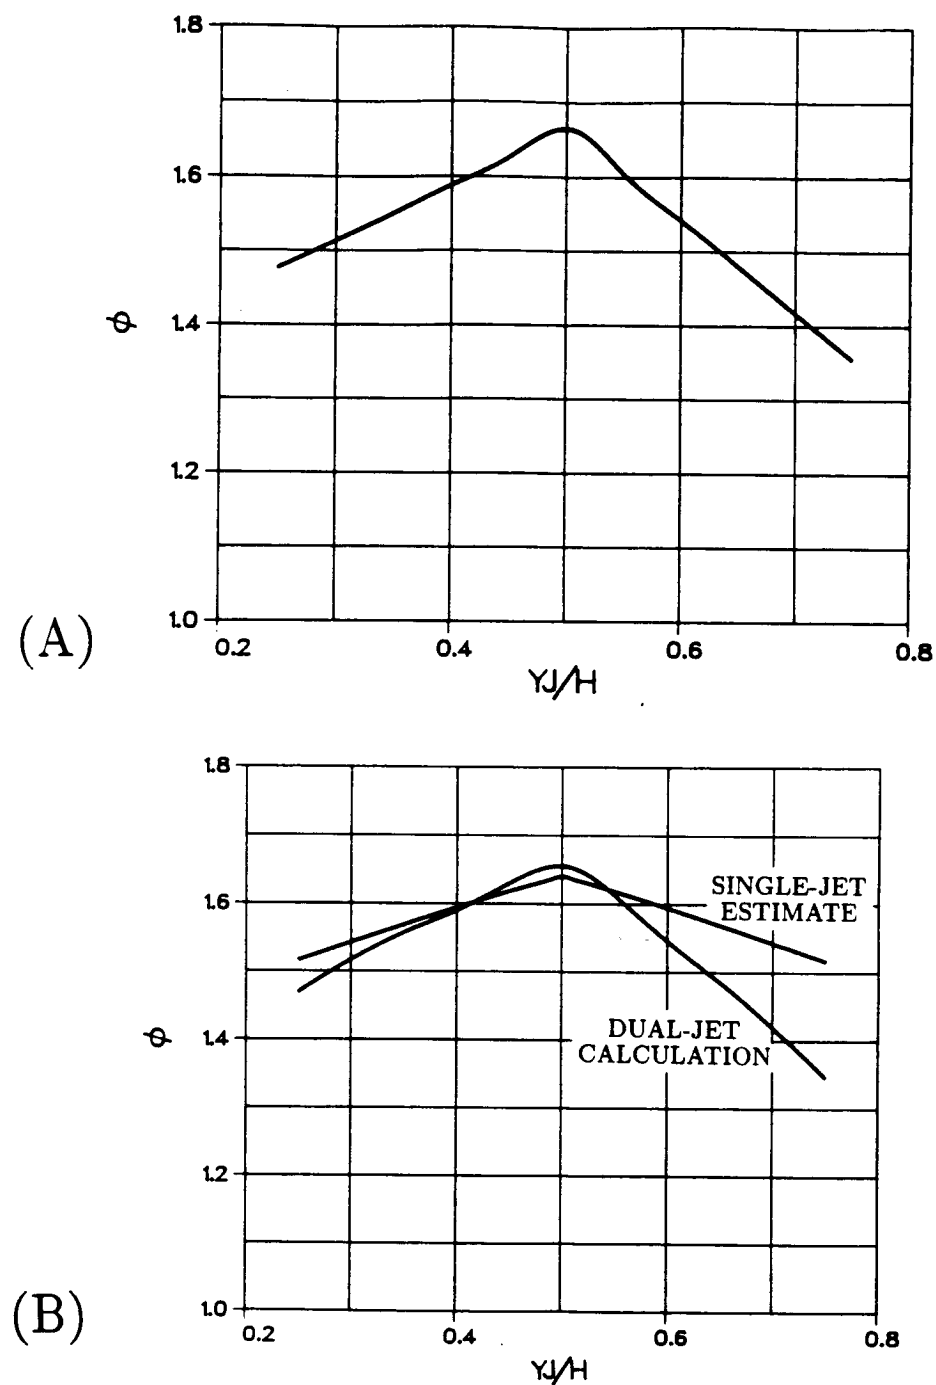 1.8
1.6
1.4
1.2
1.0
ϕ
(A)
0.2 0.4 0.6 0.8
YJ/H
1.8
1.6
1.4
1.2
1.0
ϕ
SINGLE-JET
ESTIMATE
DUAL-JET
CALCULATION
(B)
0.2 0.4 0.6 0.8
YJ/H